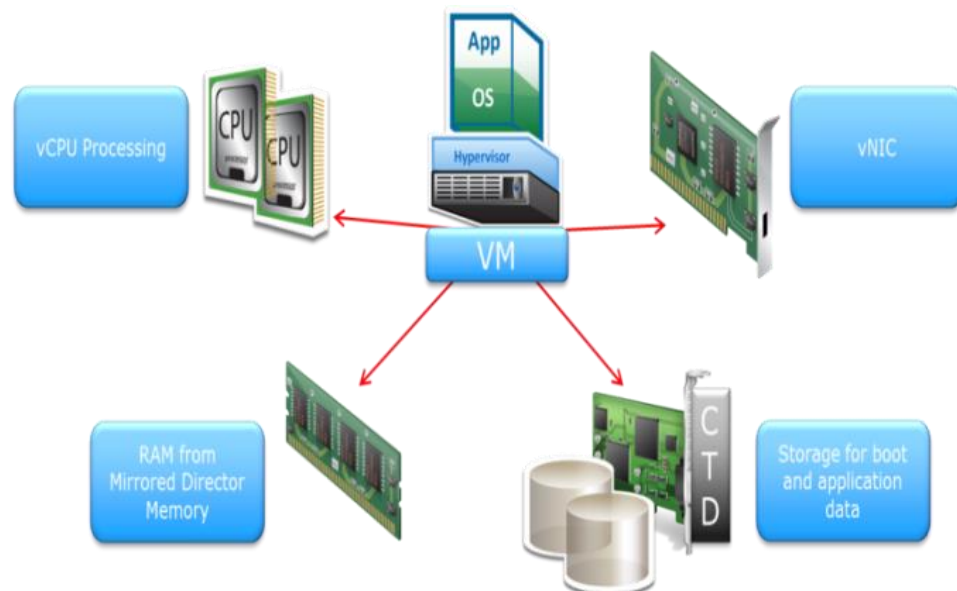 App
OS
Hypervisor
VM
vCPU Processing
CPU
CPU
vNIC
RAM from
Mirrored Director
Memory
C
T
D
Storage for boot
and application
data